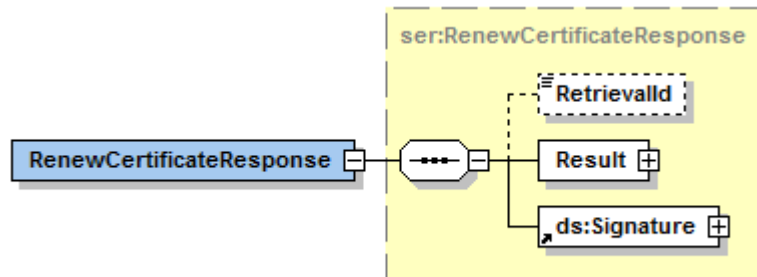 ser:RenewCertificateResponse
RetrievalId
RenewCertificateResponse
Result
ds:Signature